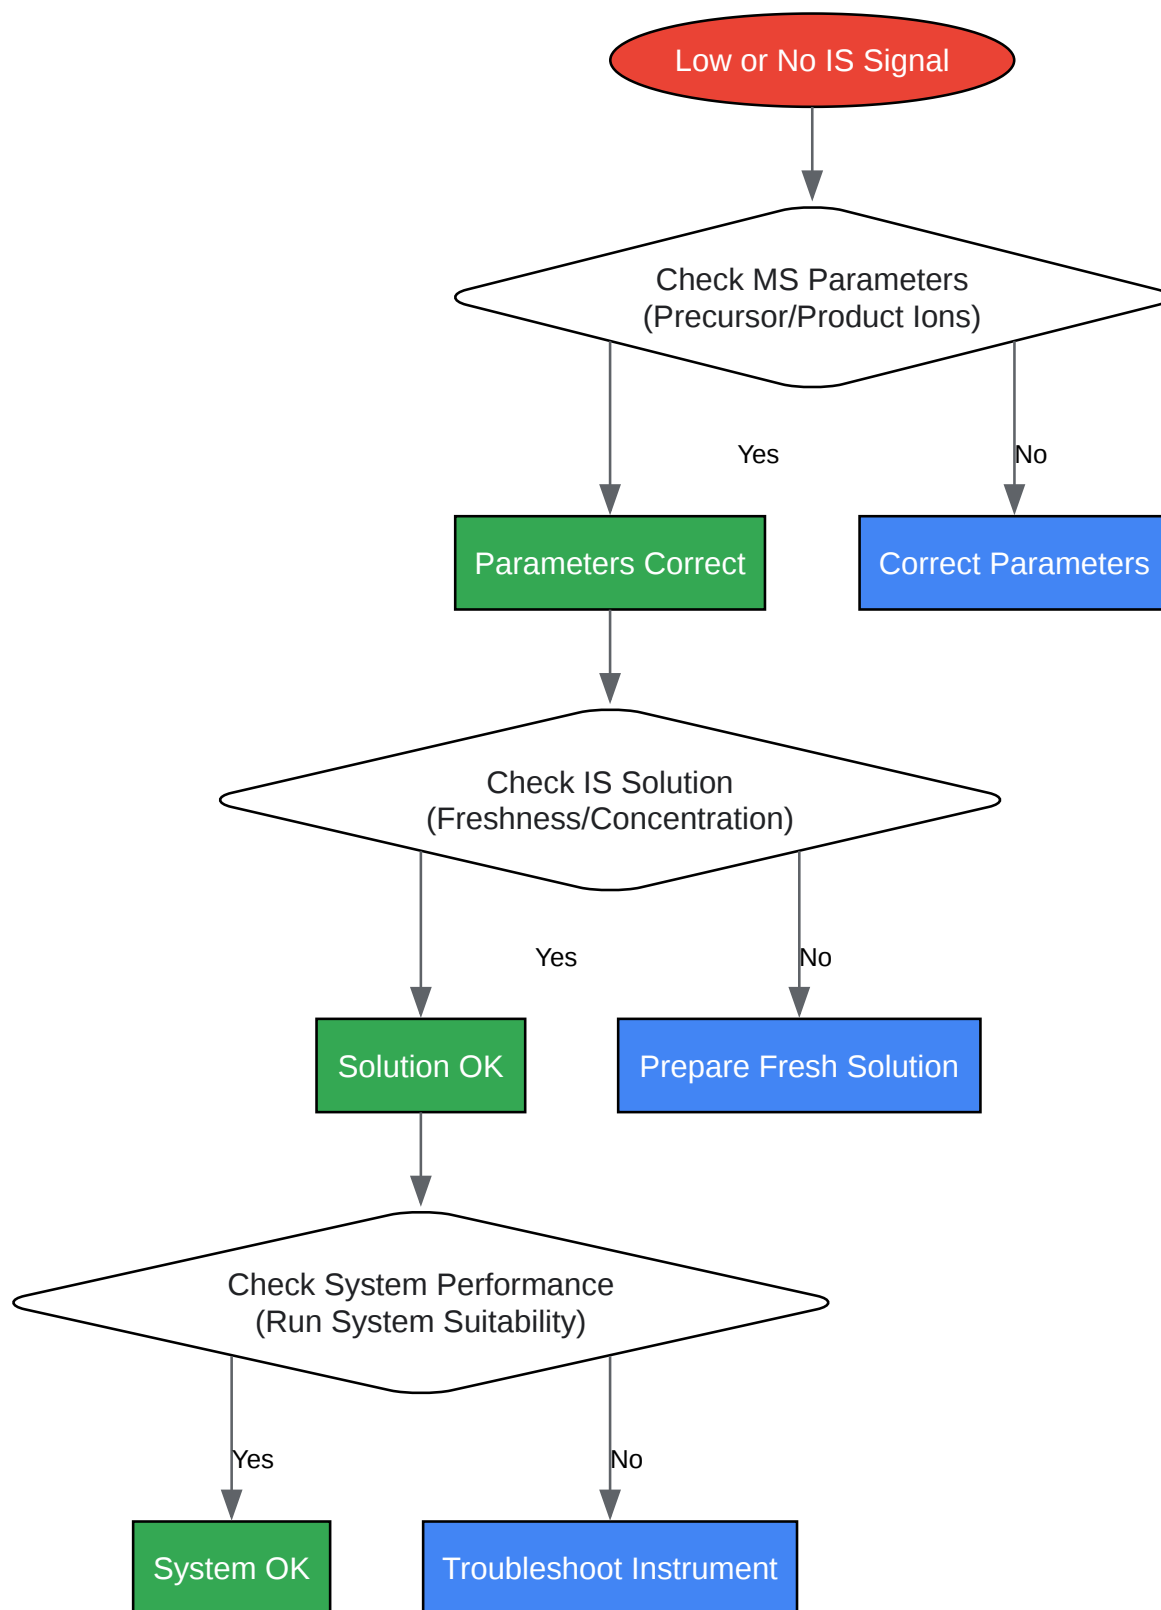 Low or No IS Signal
Check MS Parameters
(Precursor/Product Ions)
Yes
No
Parameters Correct
Correct Parameters
Check IS Solution
(Freshness/Concentration)
Yes
No
Solution OK
Prepare Fresh Solution
Check System Performance
(Run System Suitability)
Yes
No
System OK
Troubleshoot Instrument